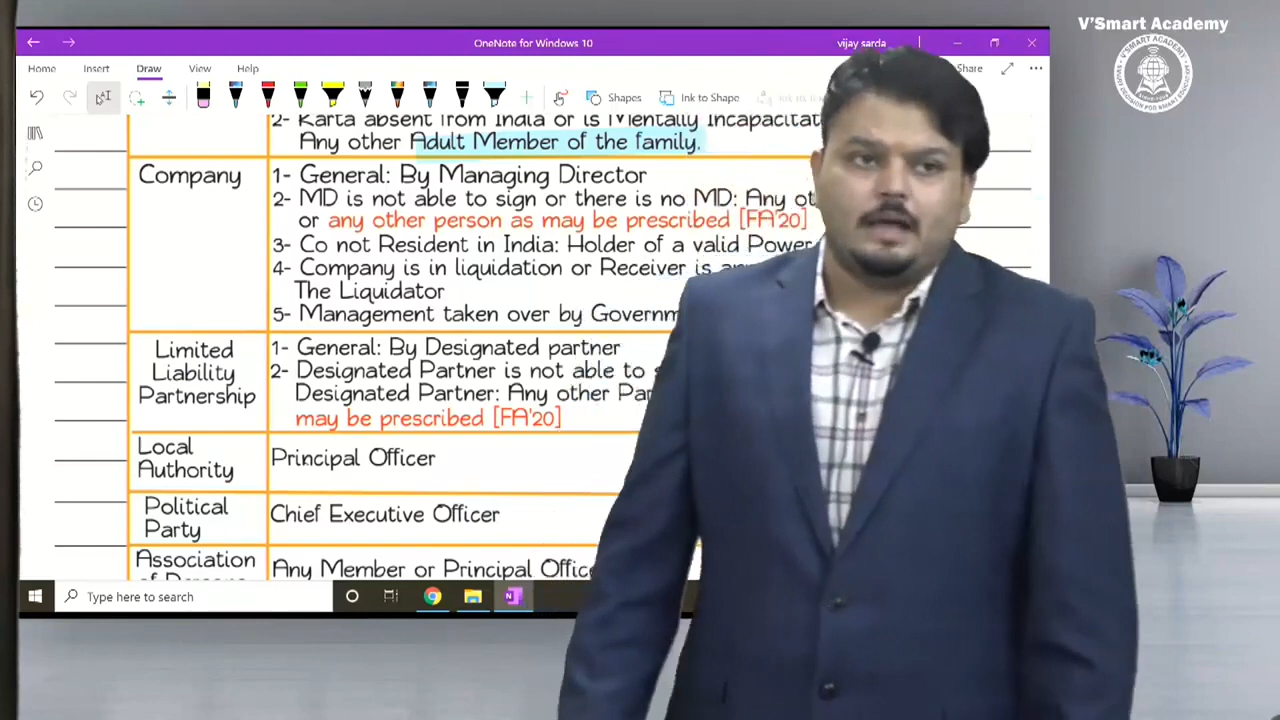 V'Smart Academy
OneNote for Windows 10
vijay sarda
Home Insert Draw View Help
Share
Shapes
Ink to Shape
2- Karta absent from India or is Mentally Incapacitat
Any other Adult Member of the family.
Company
1- General: By Managing Director
2- MD is not able to sign or there is no MD: Any ot
or any other person as may be prescribed [FA'20]
3- Co not Resident in India: Holder of a valid Power
4- Company is in liquidation or Receiver is
The Liquidator
5- Management taken over by Governm
Limited
Liability
Partnership
1- General: By Designated partner
2- Designated Partner is not able to
Designated Partner: Any other Par
may be prescribed [FA'20]
Local
Authority
Principal Officer
Political
Party
Chief Executive Officer
Association
of Persons
Any Member or Principal Offic
Type here to search